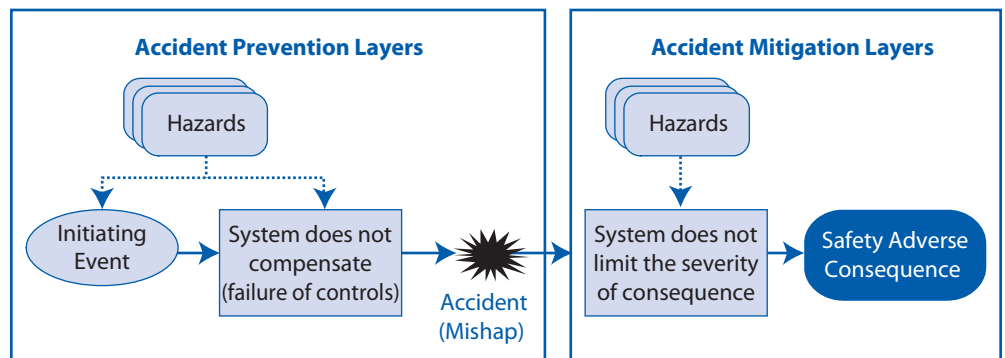 Accident Prevention Layers
Hazards
Initiating
Event
System does not
compensate
(failure of controls)
Accident
(Mishap)
Accident Mitigation Layers
Hazards
System does not
limit the severity
of consequence
Safety Adverse
Consequence